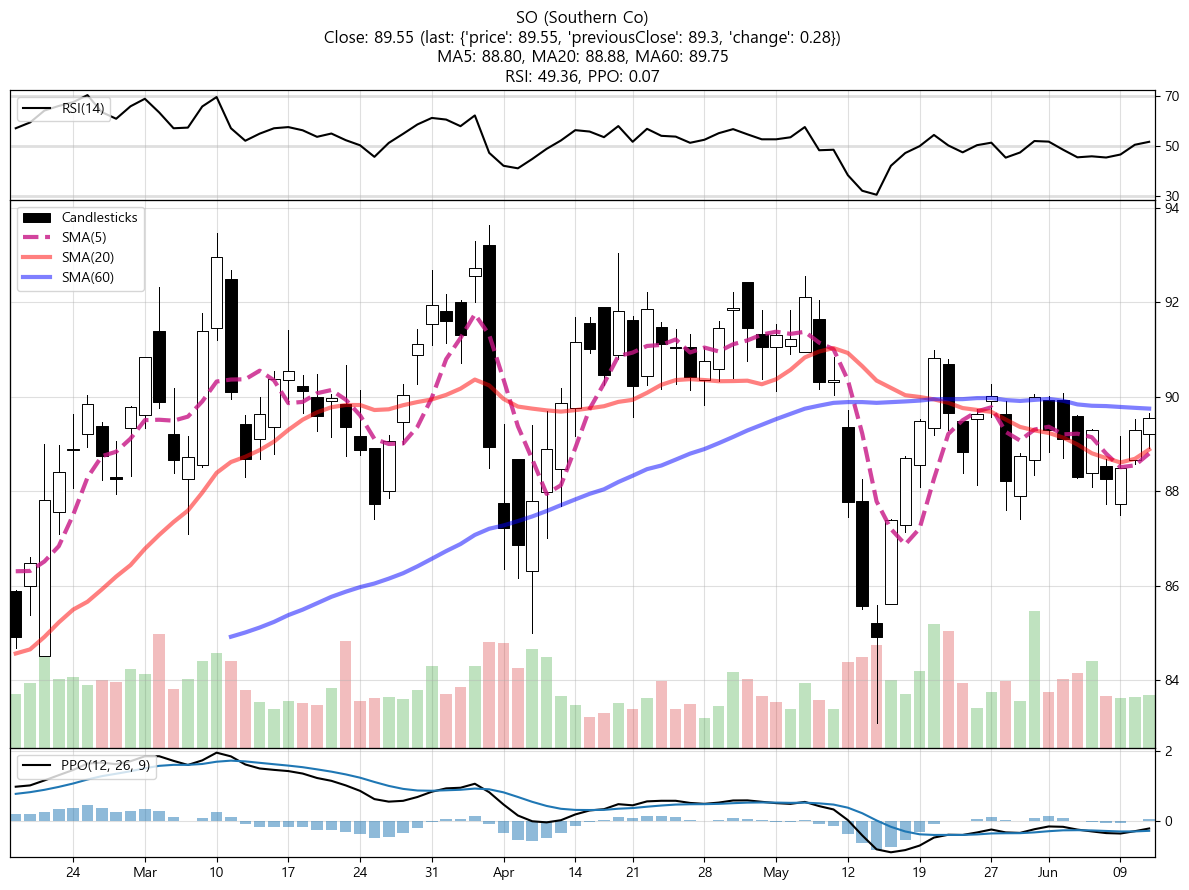 SO (Southern Co)
Close: 89.55 (last: {'price': 89.55, 'previousClose': 89.3, 'change': 0.28})
MA5: 88.80, MA20: 88.88, MA60: 89.75
RSI: 49.36, PPO: 0.07
RSI(14)
70
50
30
Candlesticks
SMA(5)
SMA(20)
SMA(60)
94
92
90
88
86
84
PPO(12, 26, 9)
2
0
24 Mar 10 17 24 31 Apr 14 21 28 May 12 19 27 Jun 09